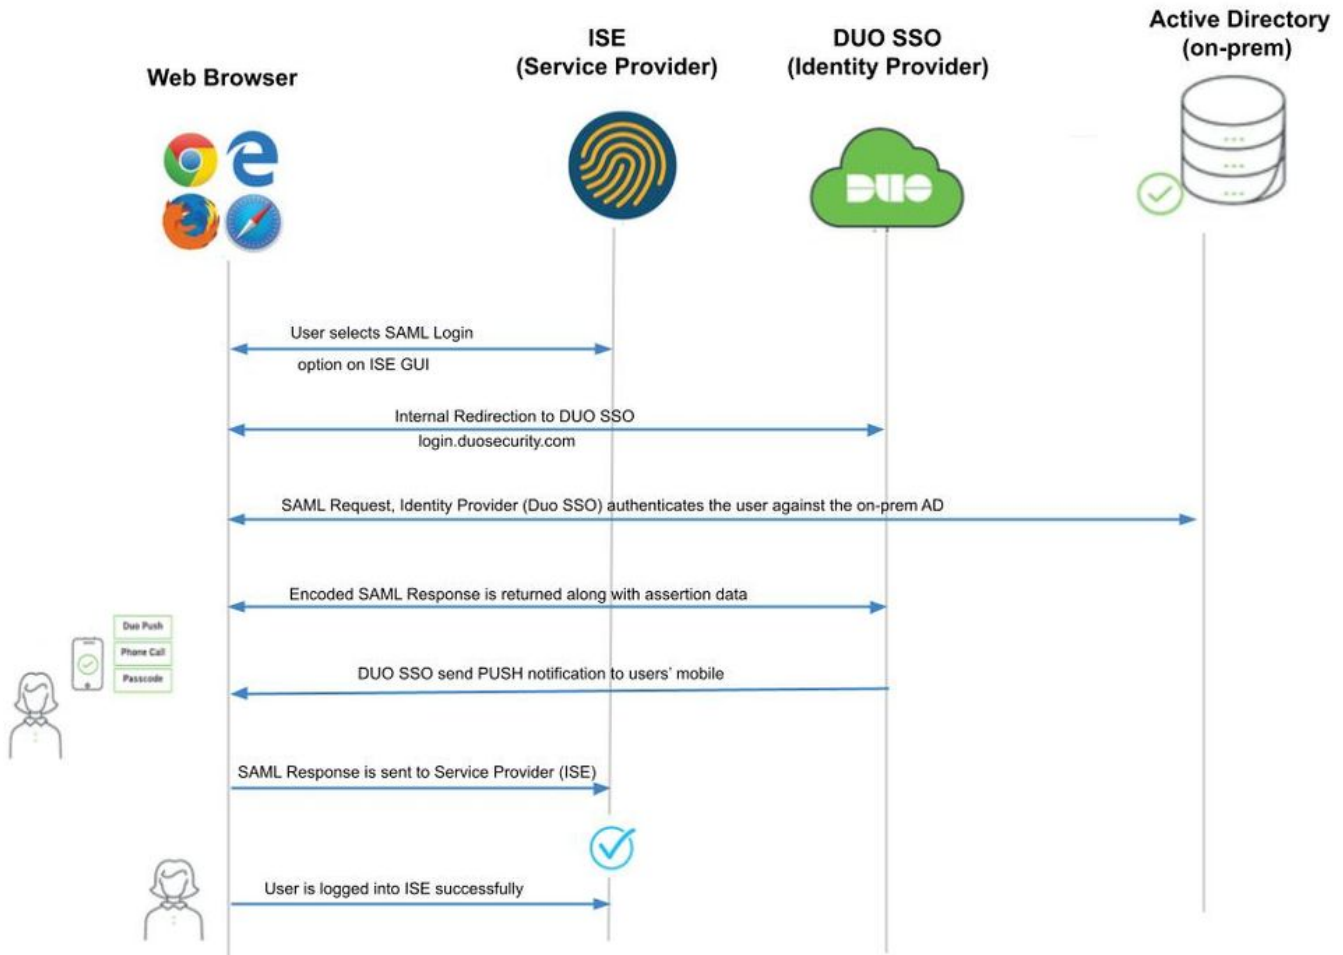 Active Directory
(on-prem)
ISE
(Service Provider)
DUO SSO
(Identity Provider)
Web Browser
DUO
User selects SAML Login
option on ISE GUI
Internal Redirection to DUO SSO
login.duosecurity.com
SAML Request, Identity Provider (Duo SSO) authenticates the user against the on-prem AD
Encoded SAML Response is returned along with assertion data
Duo Push
Phone Call
Passcode
DUO SSO send PUSH notification to users' mobile
SAML Response is sent to Service Provider (ISE)
User is logged into ISE successfully